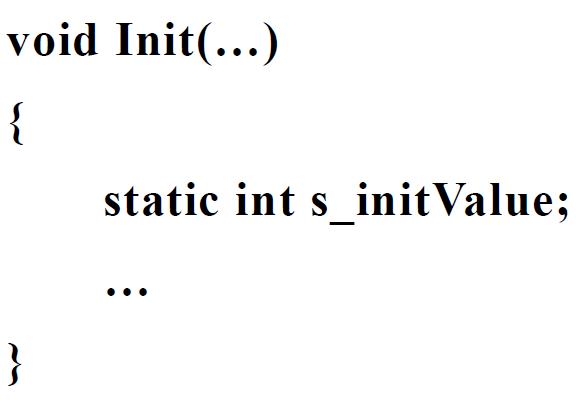 void Init(…)
{
static int s_initValue;
…
}